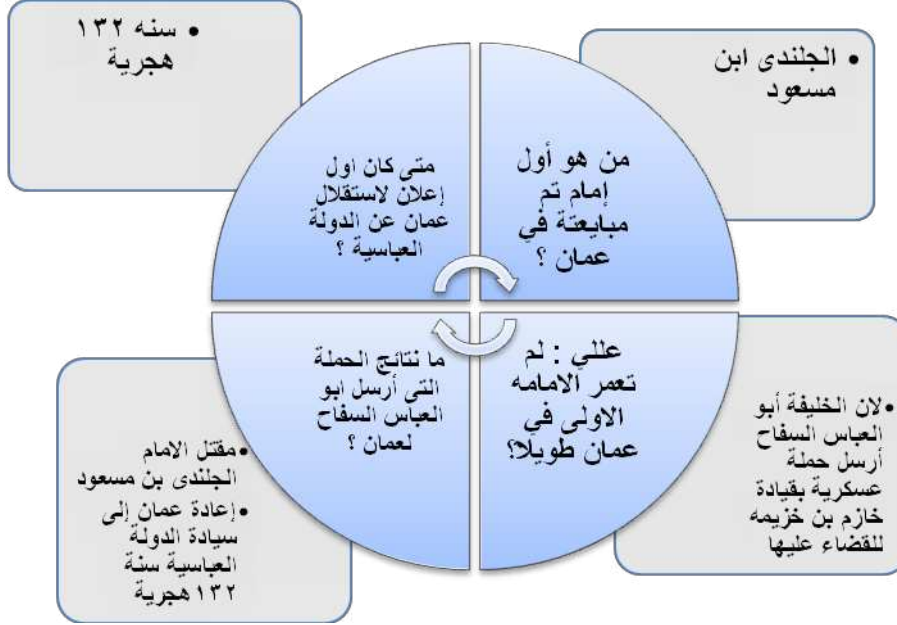 • الجلندى ابن
مسعود
من هو أول
إمام تم
مبايعتة في
عمان ؟
• سنه ١٣٢
هجرية
متى كان اول
إعلان لاستقلال
عمان عن الدولة
العباسية ؟
عللي : لم
تعمر الامامه
الاولى في
عمان طويلا؟
•لان الخليفة أبو
العباس السفاح
أرسل حملة
عسكرية بقيادة
خازم بن خزيمه
للقضاء عليها
ما نتائج الحملة
التي أرسل ابو
العباس السفاح
لعمان ؟
•مقتل الامام
الجلندى بن مسعود
•إعادة عمان إلى
سيادة الدولة
العباسية سنة
١٣٢هجرية